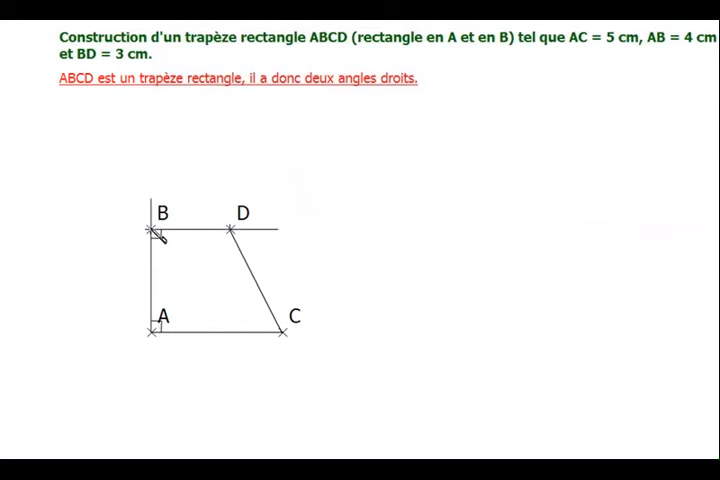 Construction d'un trapèze rectangle ABCD (rectangle en A et en B) tel que AC = 5 cm, AB = 4 cm
et BD = 3 cm.
ABCD est un trapèze rectangle, il a donc deux angles droits.
B D
A C